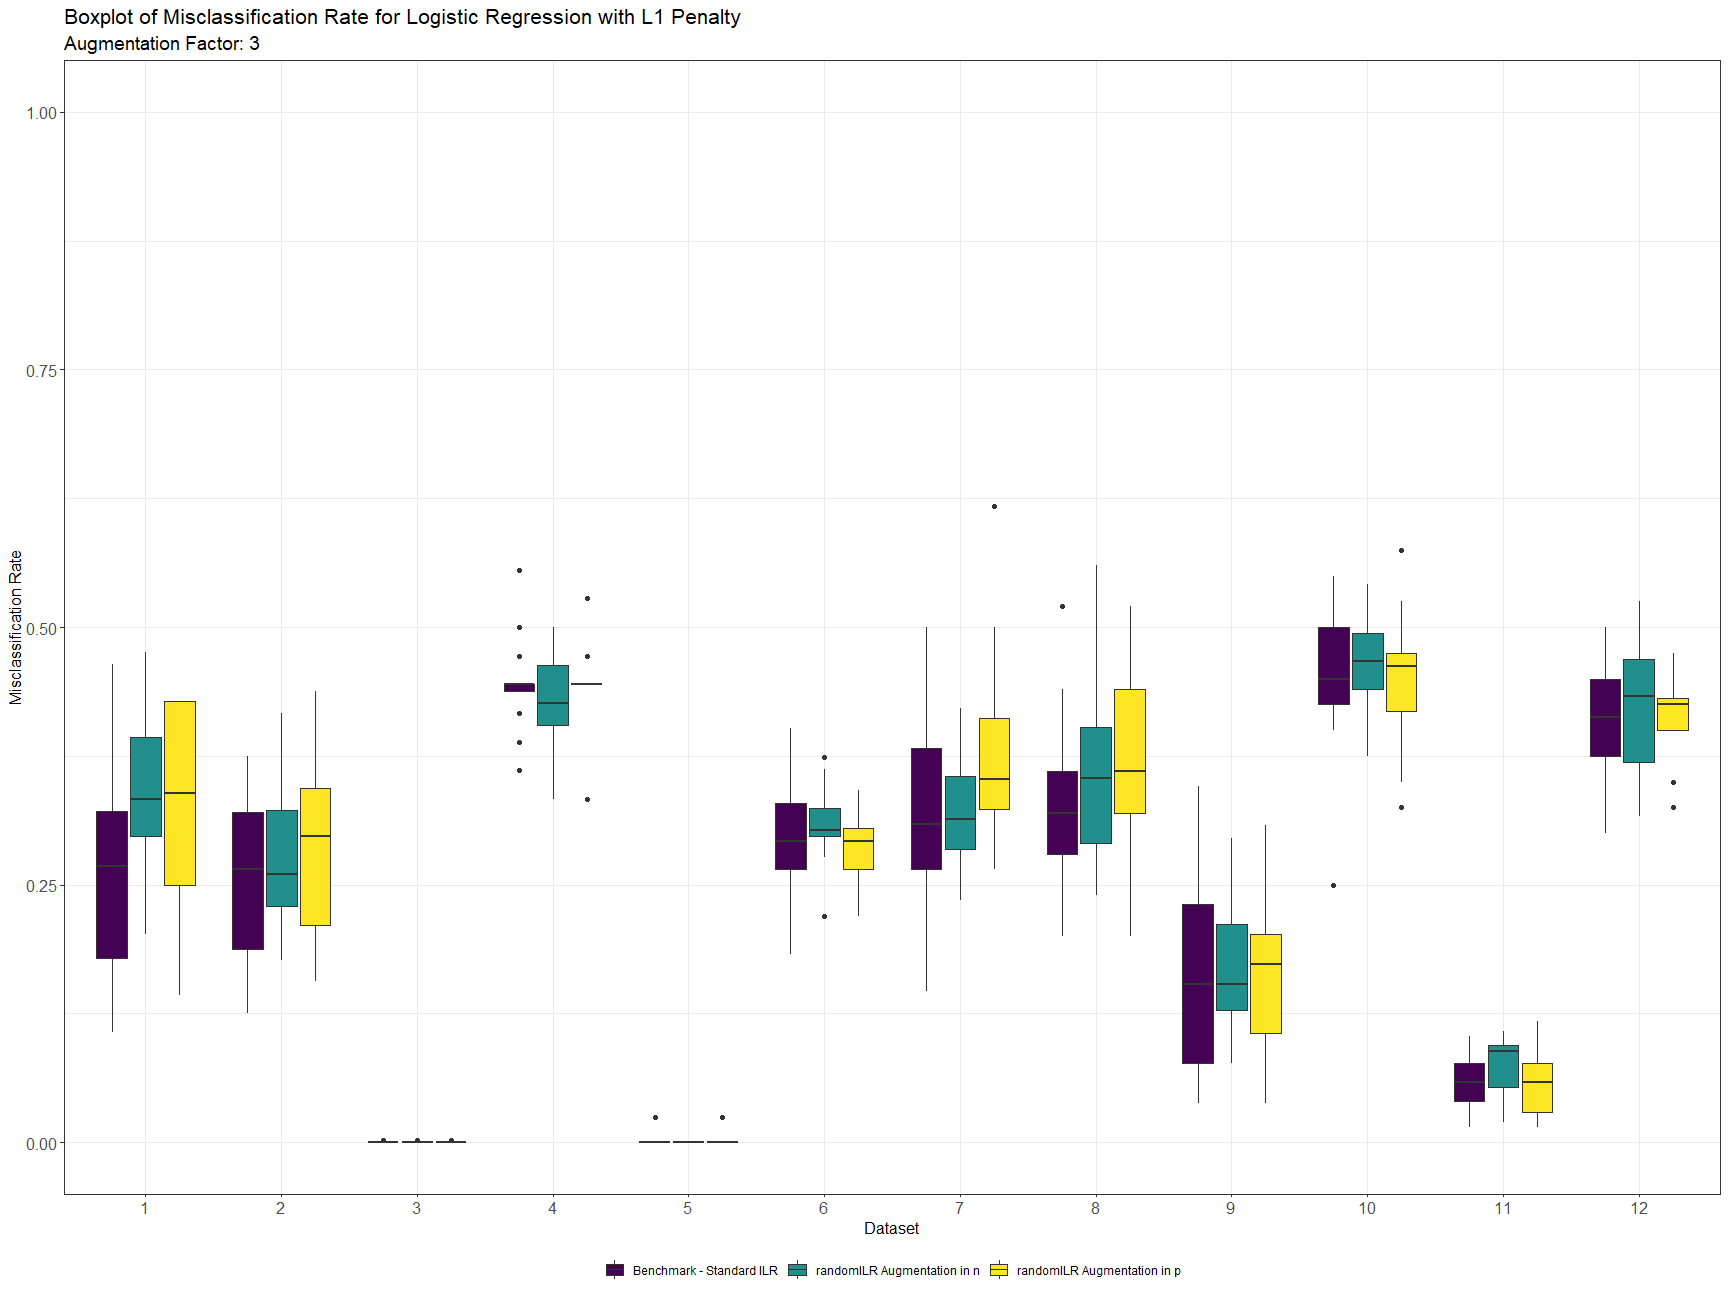 Boxplot of Misclassification Rate for Logistic Regression with L1 Penalty
Augmentation Factor: 3
Misclassification Rate
1.00
0.75
0.50
0.25
0.00
1 2 3 4 5 6 7 8 9 10 11 12
Dataset
Benchmark - Standard ILR randomILR Augmentation in n randomILR Augmentation in p